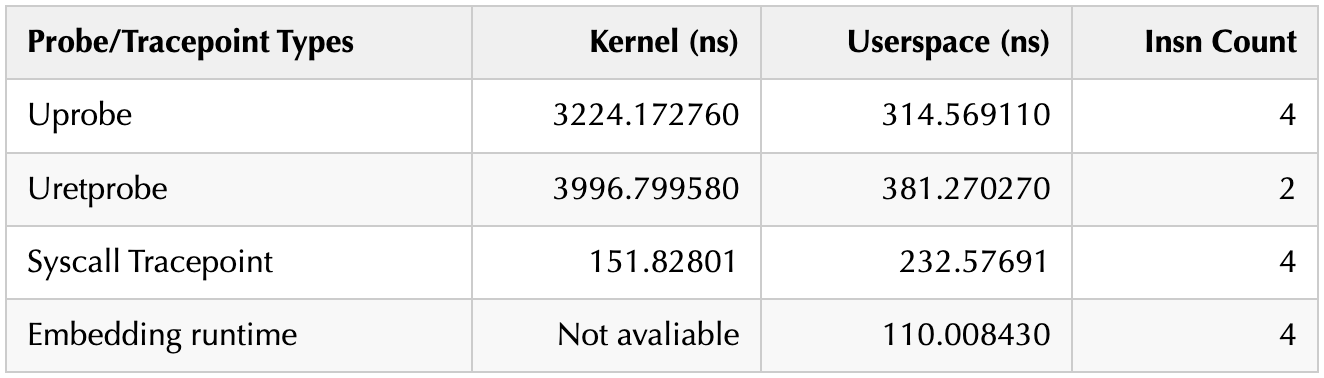 Probe/Tracepoint Types Kernel (ns) Userspace (ns) Insn Count
Uprobe 3224.172760 314.569110 4
Uretprobe 3996.799580 381.270270 2
Syscall Tracepoint 151.82801 232.57691 4
Embedding runtime Not avaliable 110.008430 4